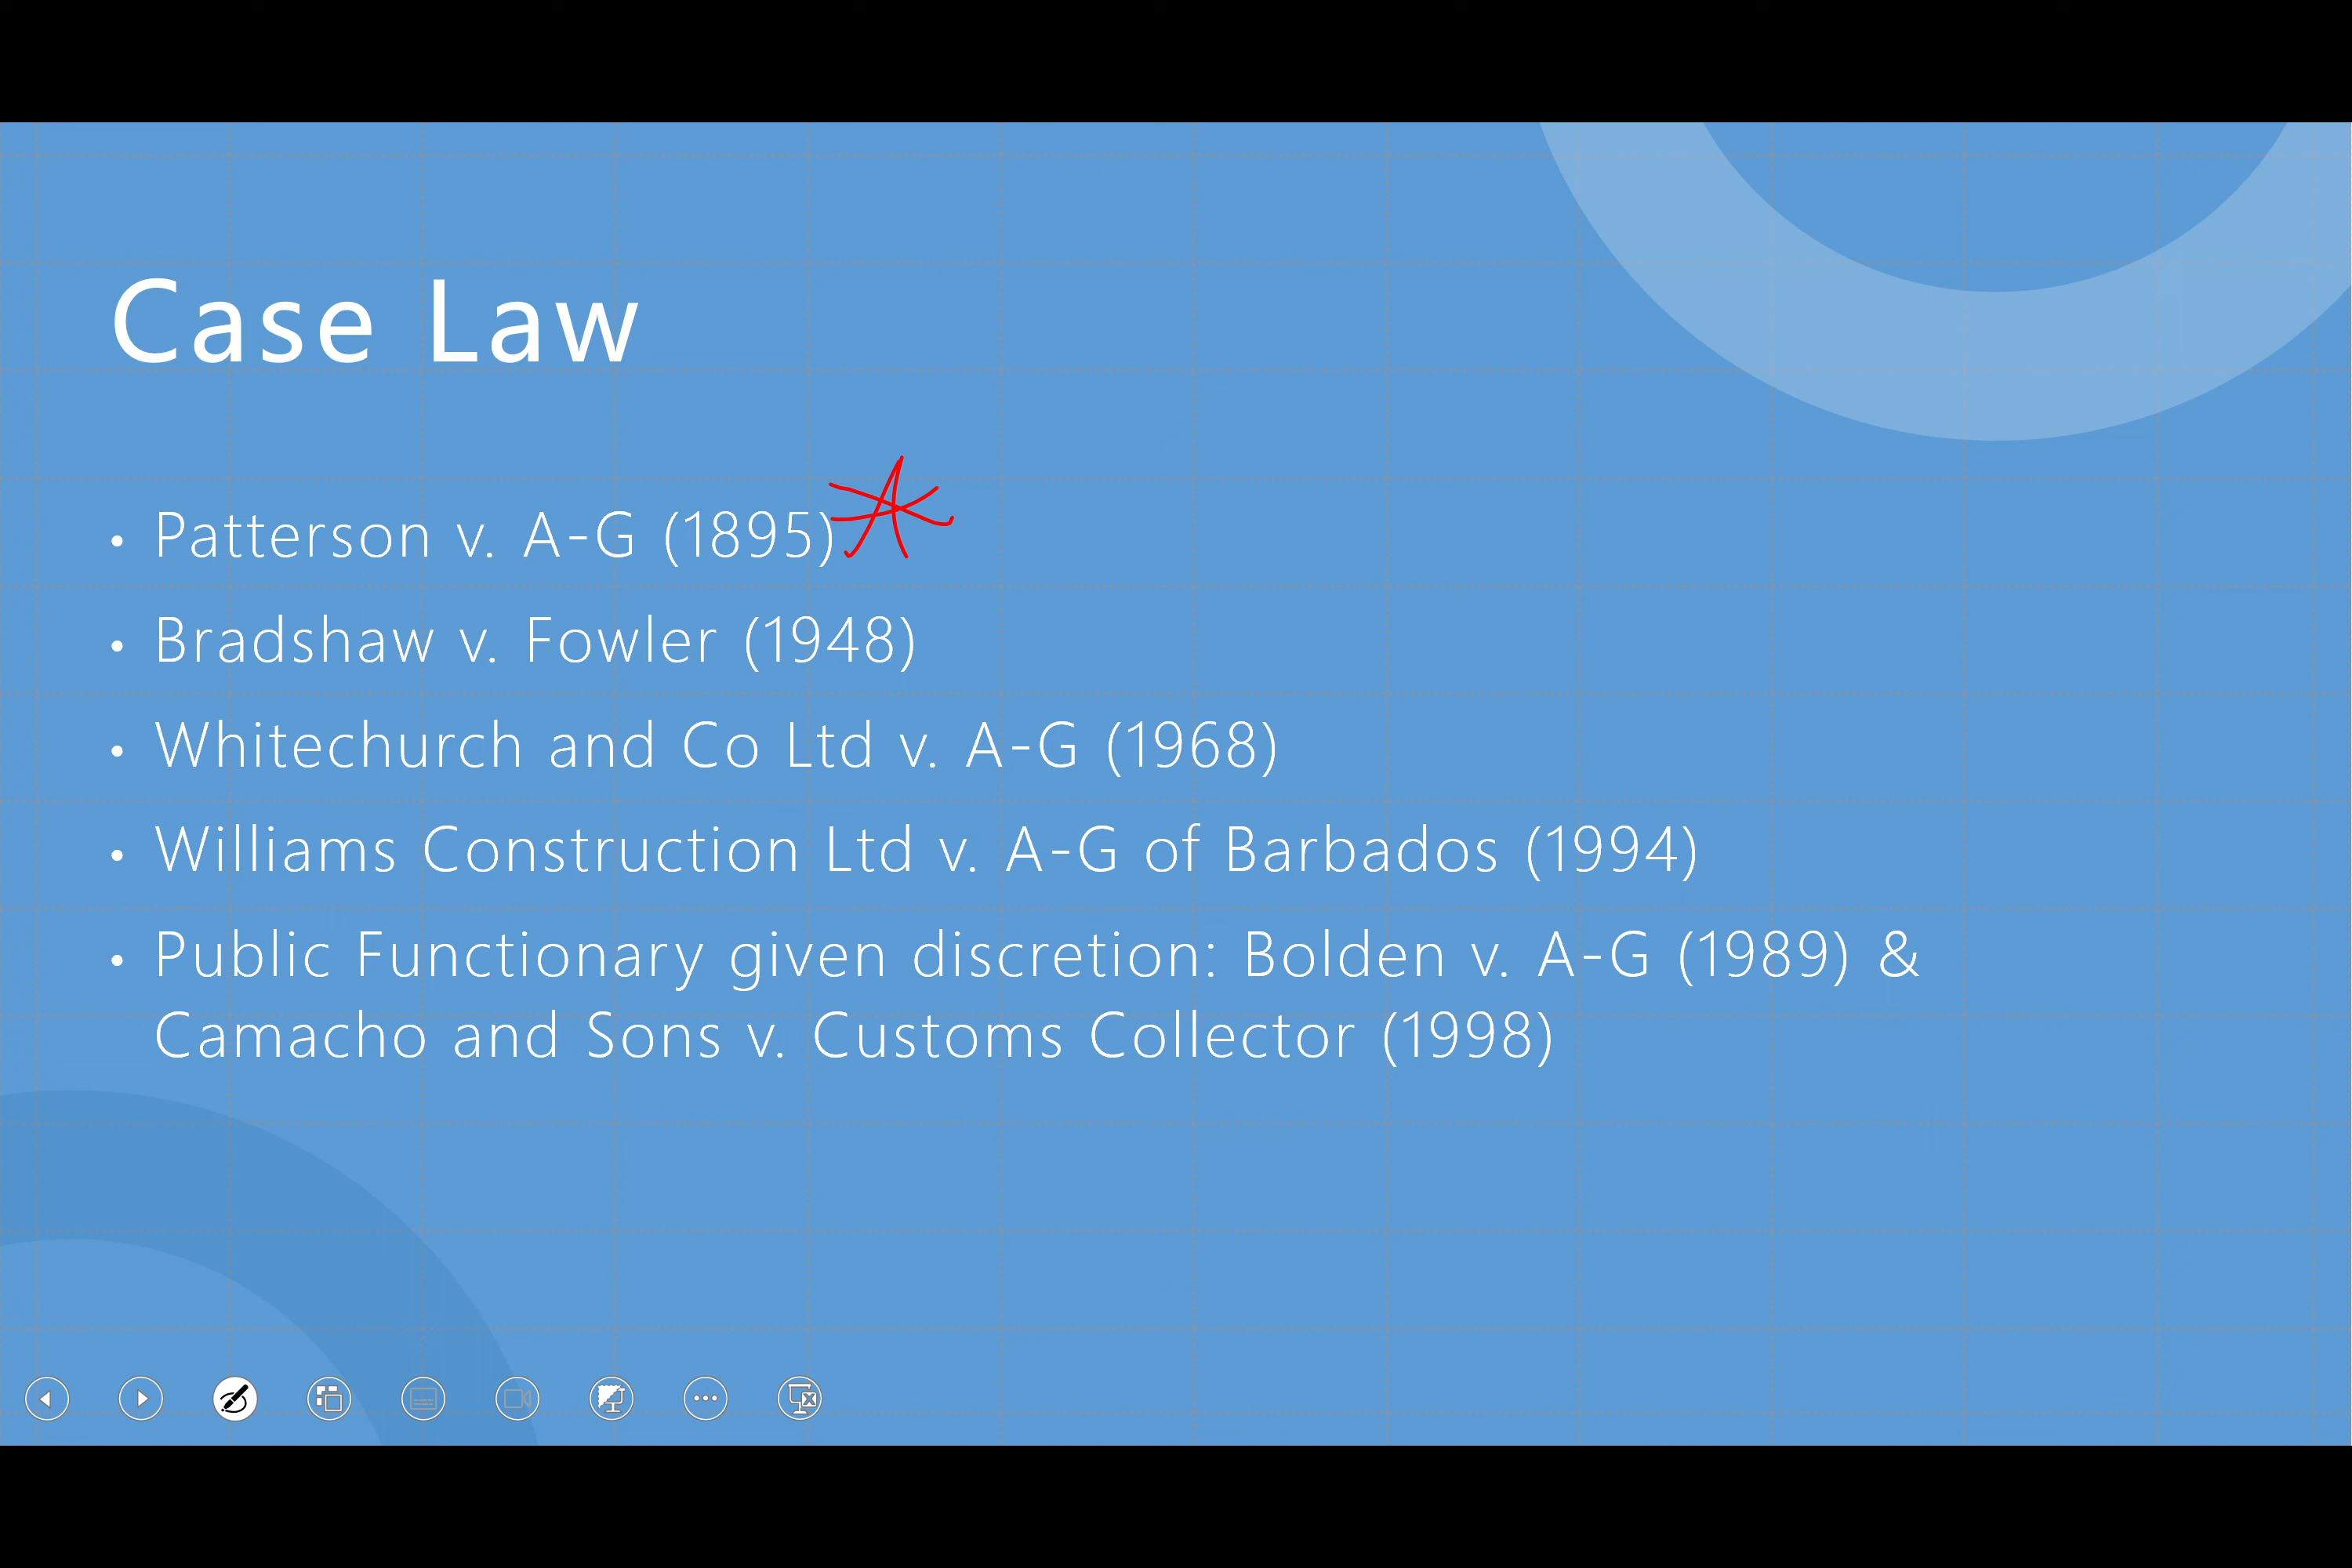 Case Law
• Patterson v. A-G (1895)
• Bradshaw v. Fowler (1948)
• Whitechurch and Co Ltd v. A-G (1968)
• Williams Construction Ltd v. A-G of Barbados (1994)
• Public Functionary given discretion: Bolden v. A-G (1989) &
Camacho and Sons v. Customs Collector (1998)